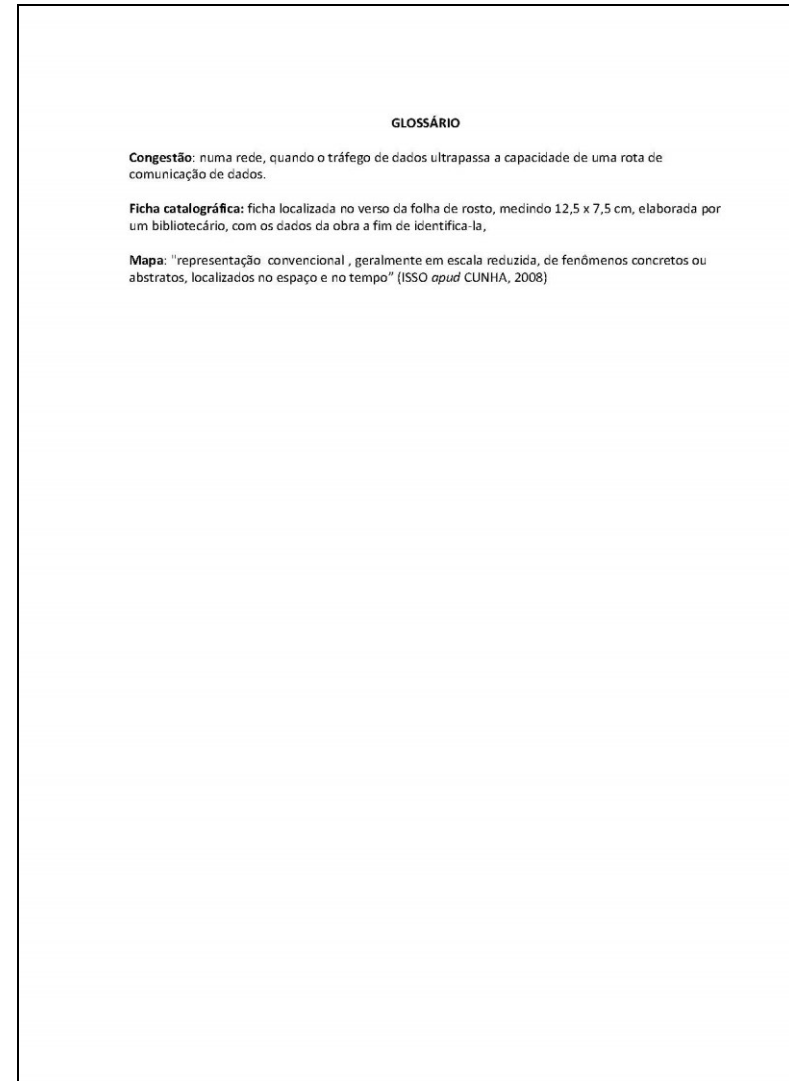 GLOSSÁRIO
Congestão: numa rede, quando o tráfego de dados ultrapassa a capacidade de uma rota de
comunicação de dados.
Ficha catalográfica: ficha localizada no verso da folha de rosto, medindo 12,5 x 7,5 cm, elaborada por
um bibliotecário, com os dados da obra a fim de identifica-la,
Mapa: "representação  convencional , geralmente em escala reduzida, de fenômenos concretos ou
abstratos, localizados no espaço e no tempo" (ISSO apud CUNHA, 2008)